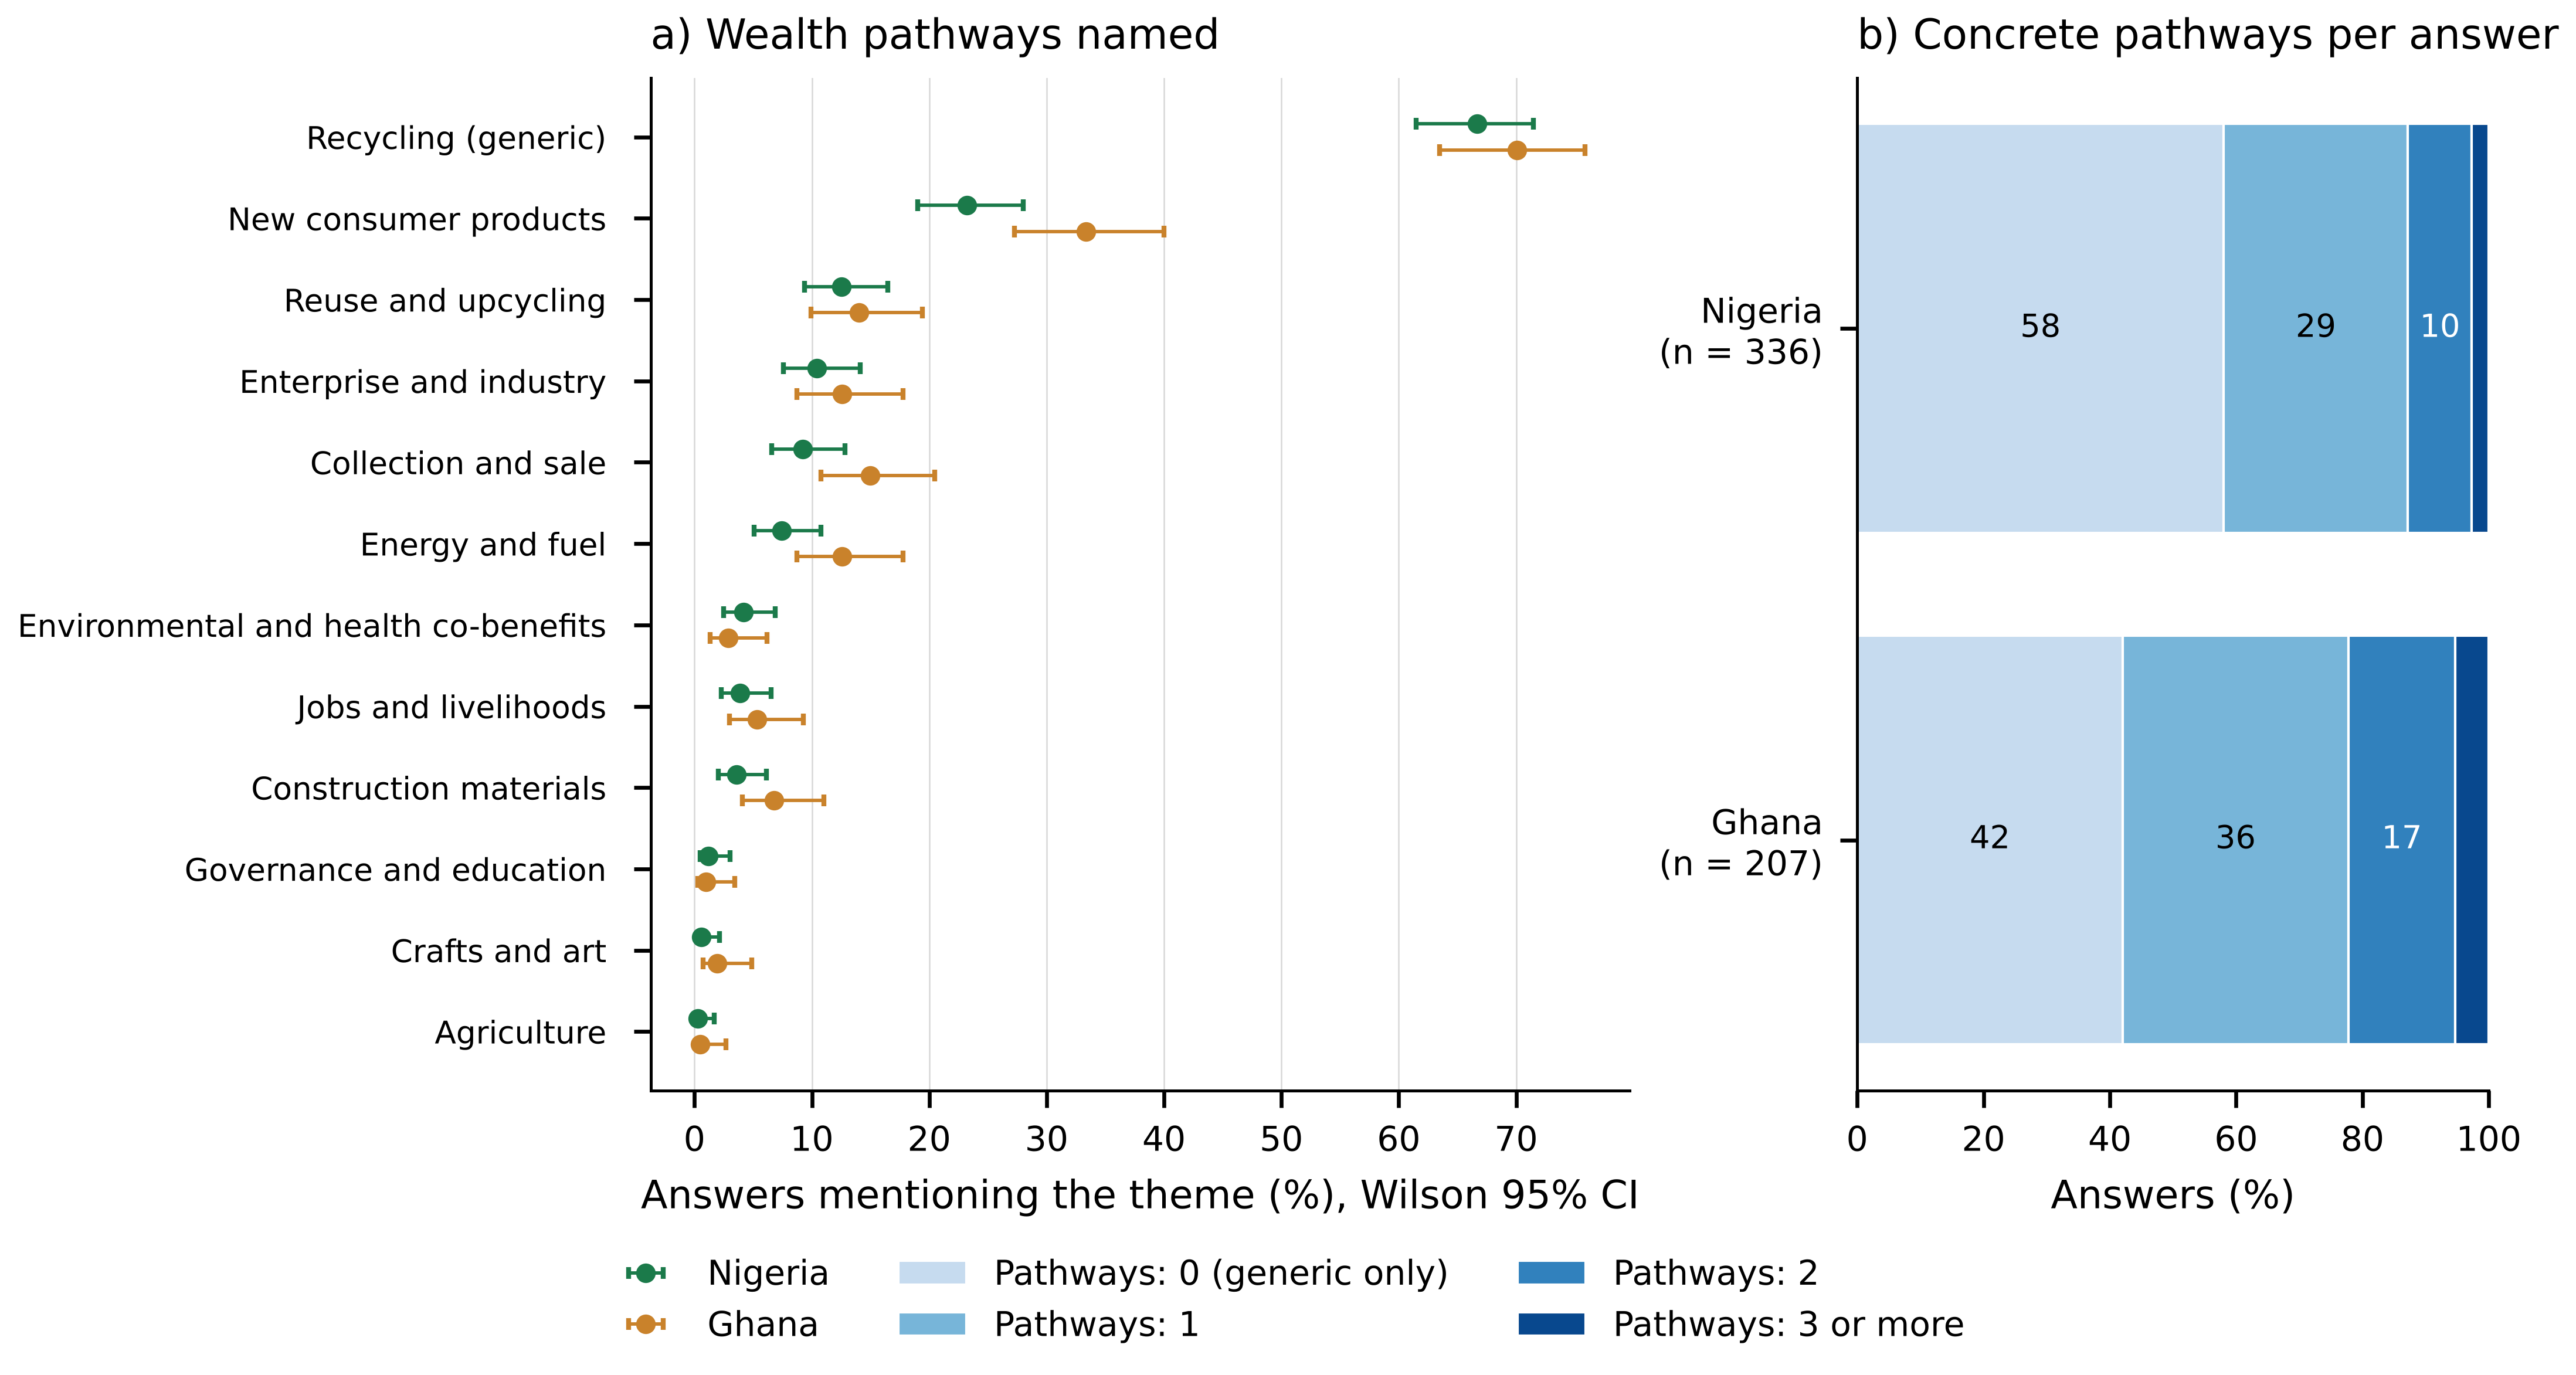 a) Wealth pathways named
Recycling (generic)
New consumer products
Reuse and upcycling
Enterprise and industry
Collection and sale
Energy and fuel
Environmental and health co-benefits
Jobs and livelihoods
Construction materials
Governance and education
Crafts and art
Agriculture
0 10 20 30 40 50 60 70
Answers mentioning the theme (%), Wilson 95% CI
b) Concrete pathways per answer
Nigeria
(n = 336)
58 29 10
Ghana
(n = 207)
42 36 17
0 20 40 60 80 100
Answers (%)
Nigeria
Ghana
Pathways: 0 (generic only)
Pathways: 1
Pathways: 2
Pathways: 3 or more